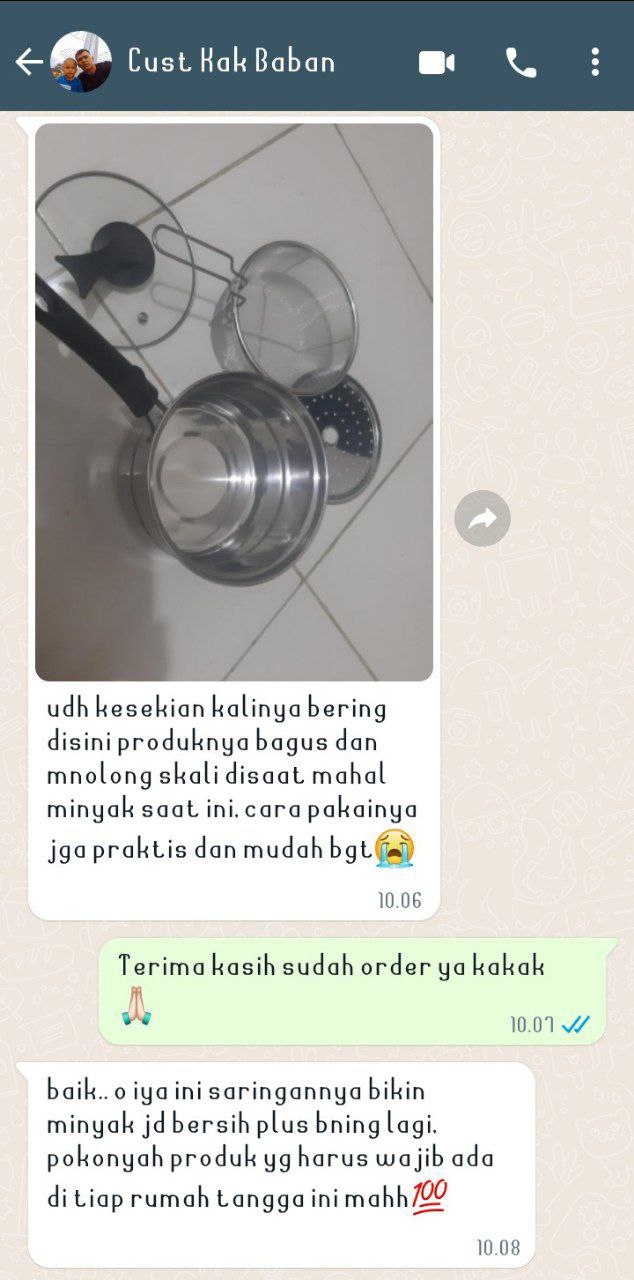 Cust Kak Baban
udh kesekian kalinya bering
disini produknya bagus dan
mnolong skali disaat mahal
minyak saat ini, cara pakainya
jga praktis dan mudah bgt😭
10.06
Terima kasih sudah order ya kakak
🙏🏻
10.07
baik.. o iya ini saringannya bikin
minyak jd bersih plus bning lagi,
pokonyah produk yg harus wajib ada
di tiap rumah tangga ini mahh💯
10.08